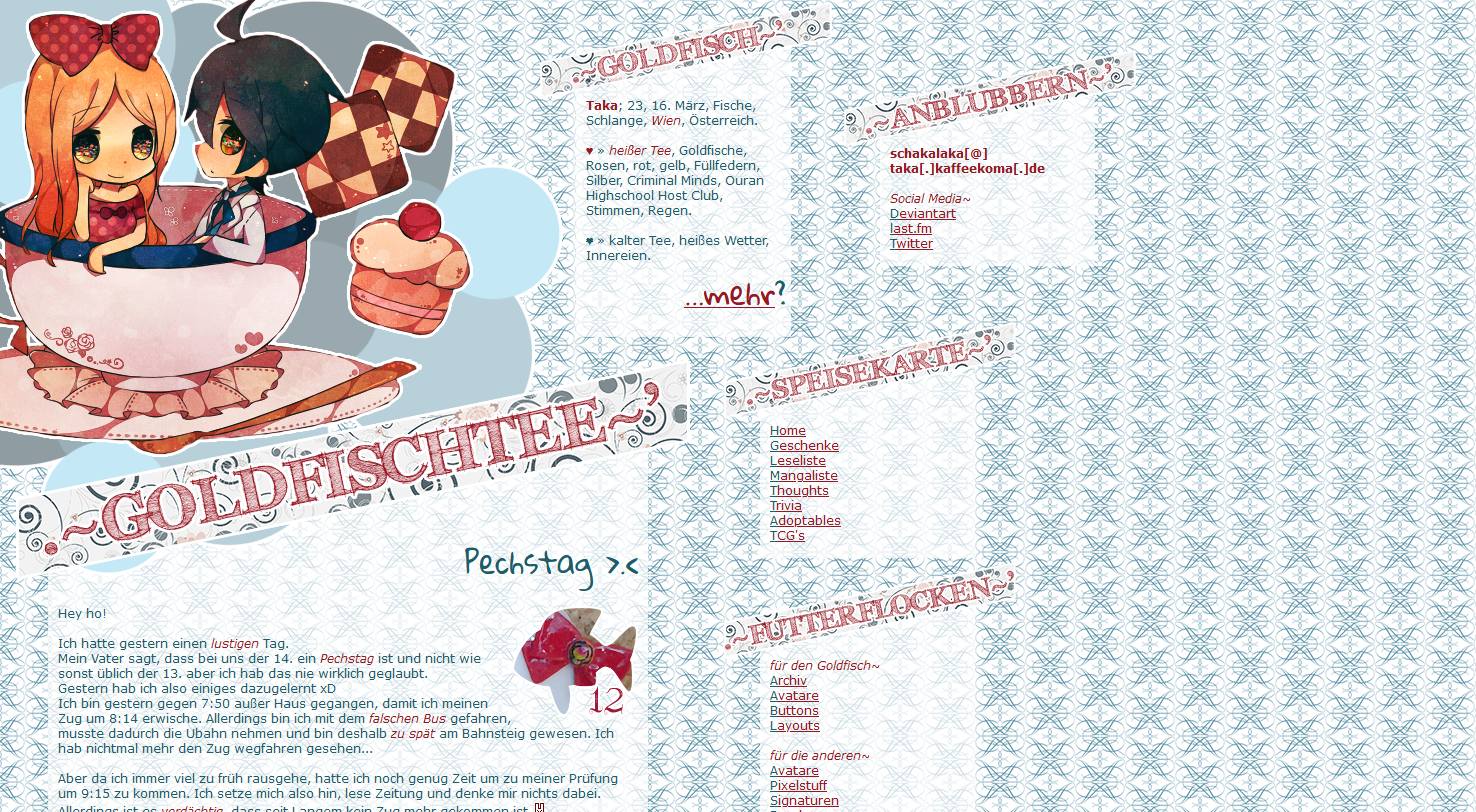 .~GOLDFISCH~’
Taka; 23, 16. März, Fische,
Schlange, Wien, Österreich.
♥ » heißer Tee, Goldfische,
Rosen, rot, gelb, Füllfedern,
Silber, Criminal Minds, Ouran
Highschool Host Club,
Stimmen, Regen.
♥ » kalter Tee, heißes Wetter,
Innereien.
...mehr?
.~ANBLUBBERN~’
schakalaka[@]
taka[.]kaffeekoma[.]de
Social Media~
Deviantart
last.fm
Twitter
.~SPEISEKARTE~’
Home
Geschenke
Leseliste
Mangaliste
Thoughts
Trivia
Adoptables
TCG's
.~FUTTERFLOCKEN~’
für den Goldfisch~
Archiv
Avatare
Buttons
Layouts
für die anderen~
Avatare
Pixelstuff
Signaturen
.~GOLDFISCHTEE~’
Pechstag >.<
12
Hey ho!
Ich hatte gestern einen lustigen Tag.
Mein Vater sagt, dass bei uns der 14. ein Pechstag ist und nicht wie
sonst üblich der 13. aber ich hab das nie wirklich geglaubt.
Gestern hab ich also einiges dazugelernt xD
Ich bin gestern gegen 7:50 außer Haus gegangen, damit ich meinen
Zug um 8:14 erwische. Allerdings bin ich mit dem falschen Bus gefahren,
musste dadurch die Ubahn nehmen und bin deshalb zu spät am Bahnsteig gewesen. Ich
hab nichtmal mehr den Zug wegfahren gesehen...
Aber da ich immer viel zu früh rausgehe, hatte ich noch genug Zeit um zu meiner Prüfung
um 9:15 zu kommen. Ich setze mich also hin, lese Zeitung und denke mir nichts dabei.
Allerdings ist es verdächtig, dass seit Langem kein Zug mehr gekommen ist